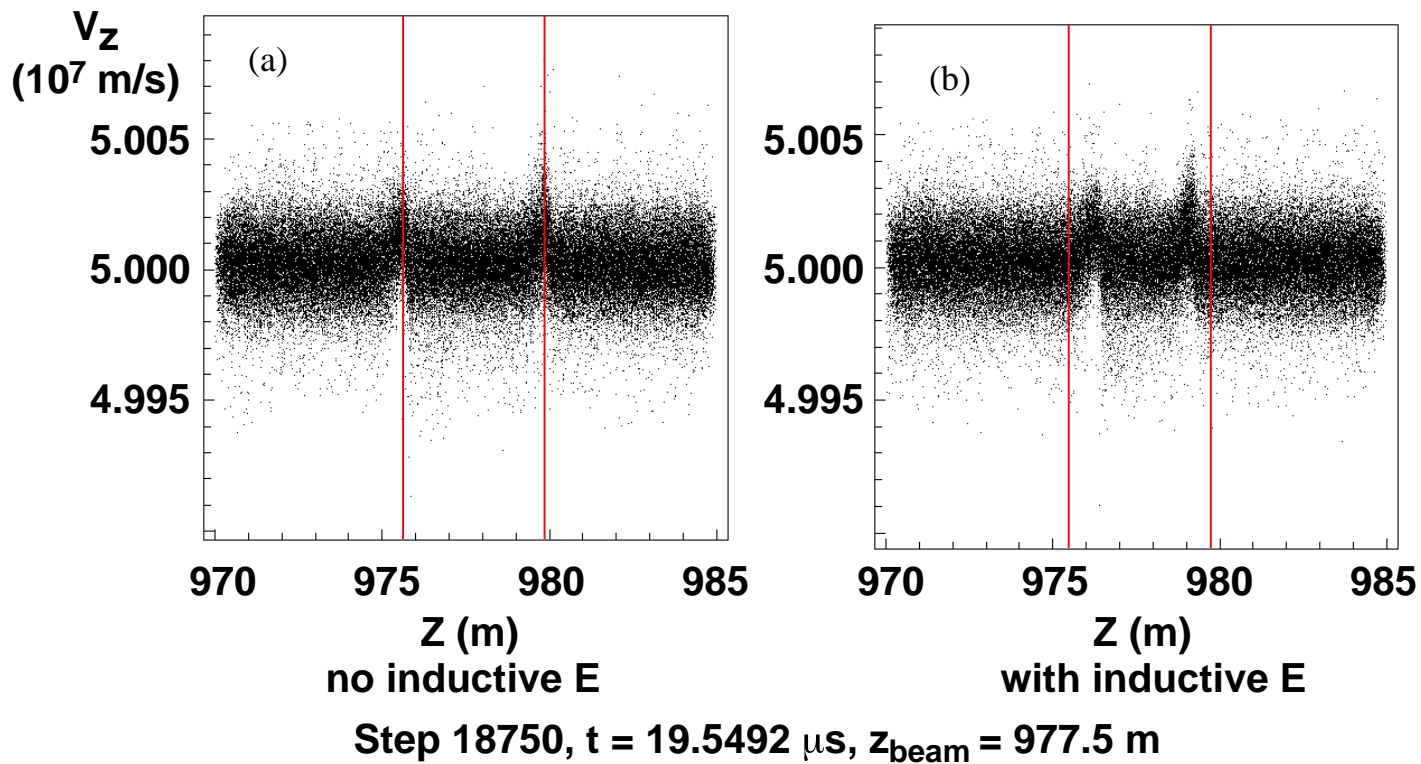 Vz
(10⁷ m/s)
(a)
5.005
5.000
4.995
970 975 980 985
Z (m)
no inductive E
(b)
5.005
5.000
4.995
970 975 980 985
Z (m)
with inductive E
Step 18750, t = 19.5492 μs, zbeam = 977.5 m